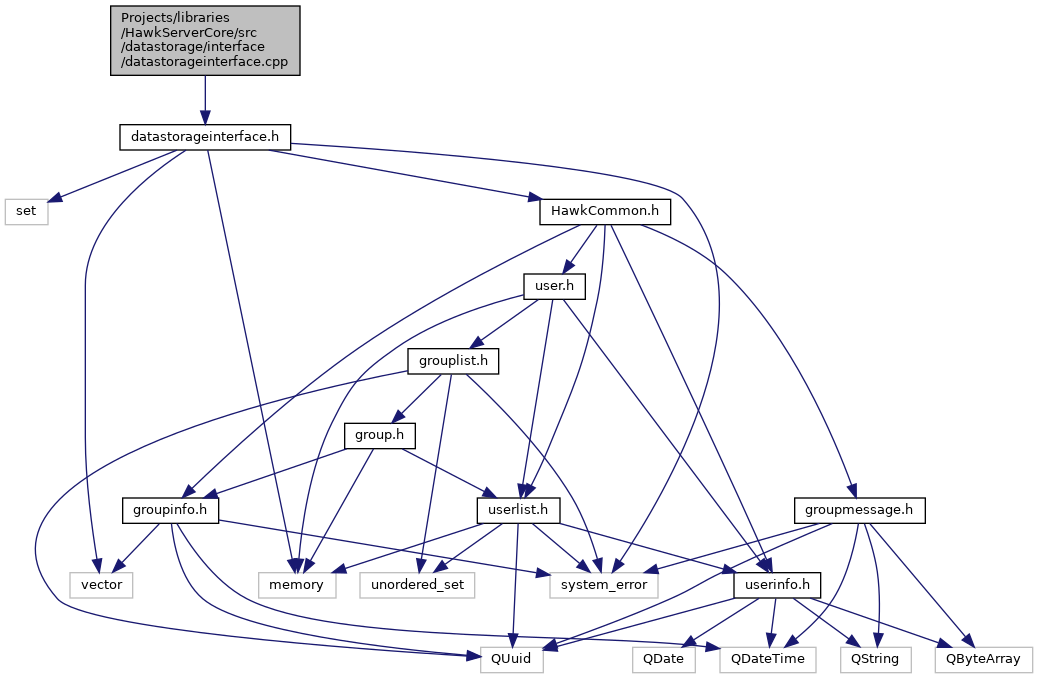 Projects/libraries
/HawkServerCore/src
/datastorage/interface
/datastorageinterface.cpp
datastorageinterface.h
set
HawkCommon.h
user.h
grouplist.h
group.h
groupinfo.h
userlist.h
groupmessage.h
vector
memory
unordered_set
system_error
userinfo.h
QUuid
QDate
QDateTime
QString
QByteArray